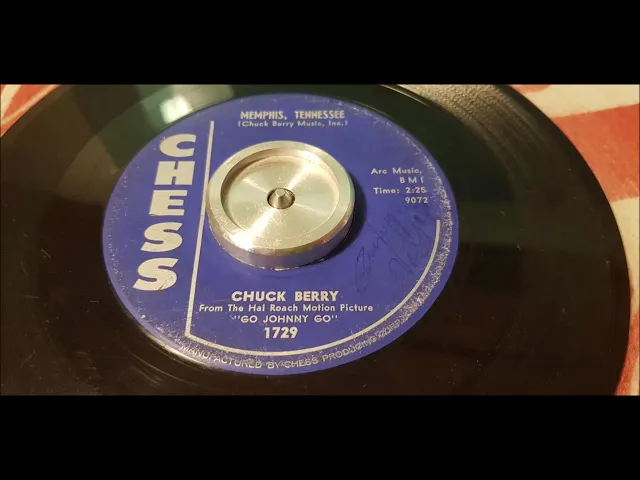 MEMPHIS, TENNESSEE
(Chuck Berry Music, Inc.)
CHESS
Arc Music,
BMI
Time: 2:25
9072
CHUCK BERRY
From The Hal Roach Motion Picture
"GO JOHNNY GO"
1729
MANUFACTURED BY CHESS PRODUCING CORP.